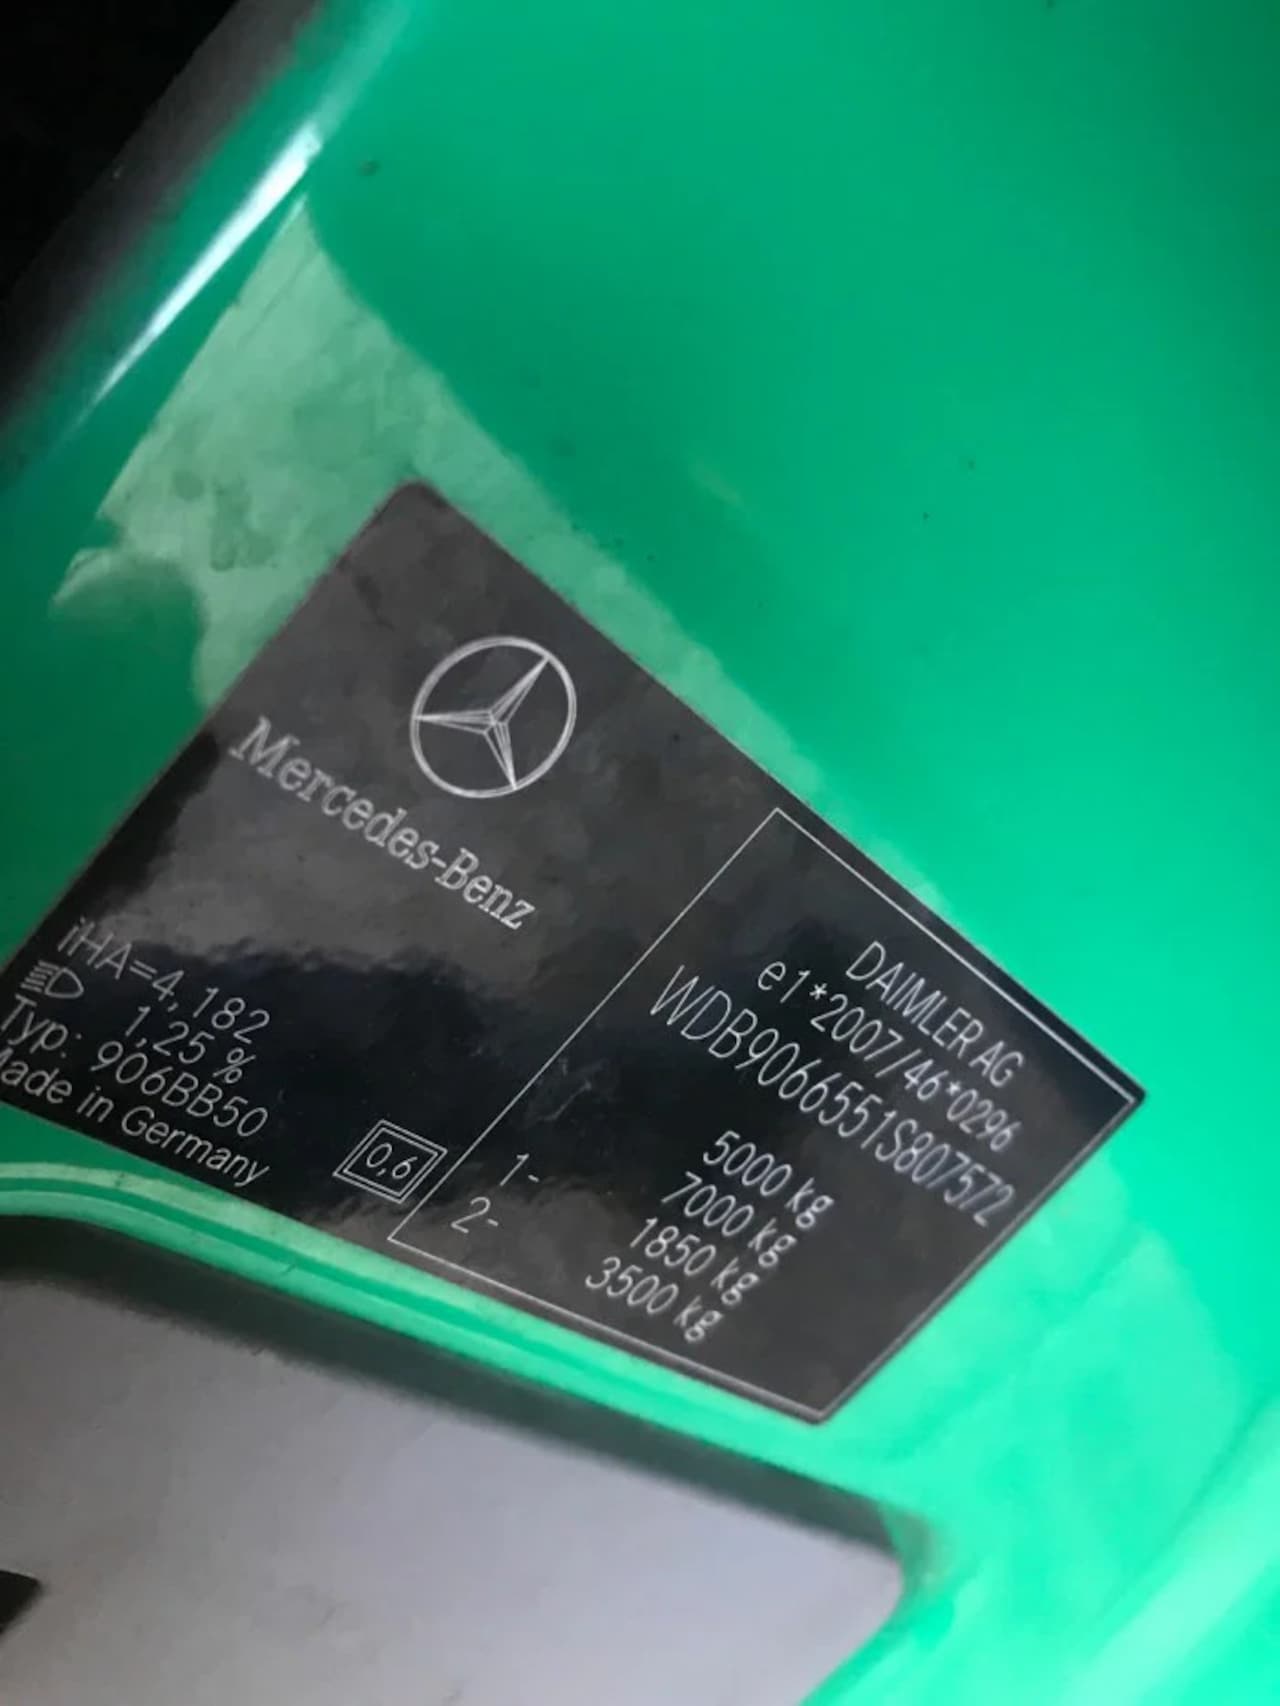 Mercedes-Benz
iHA=4,182
1,25 %
Typ: 906BB50
Made in Germany
0,6
DAIMLER AG
e1*2007/46*0296
WDB9066551S807572
5000 kg
7000 kg
1- 1850 kg
2- 3500 kg